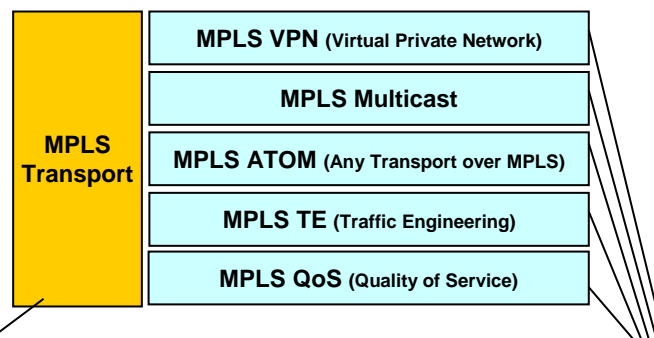 MPLS
Transport
MPLS VPN (Virtual Private Network)
MPLS Multicast
MPLS ATOM (Any Transport over MPLS)
MPLS TE (Traffic Engineering)
MPLS QoS (Quality of Service)